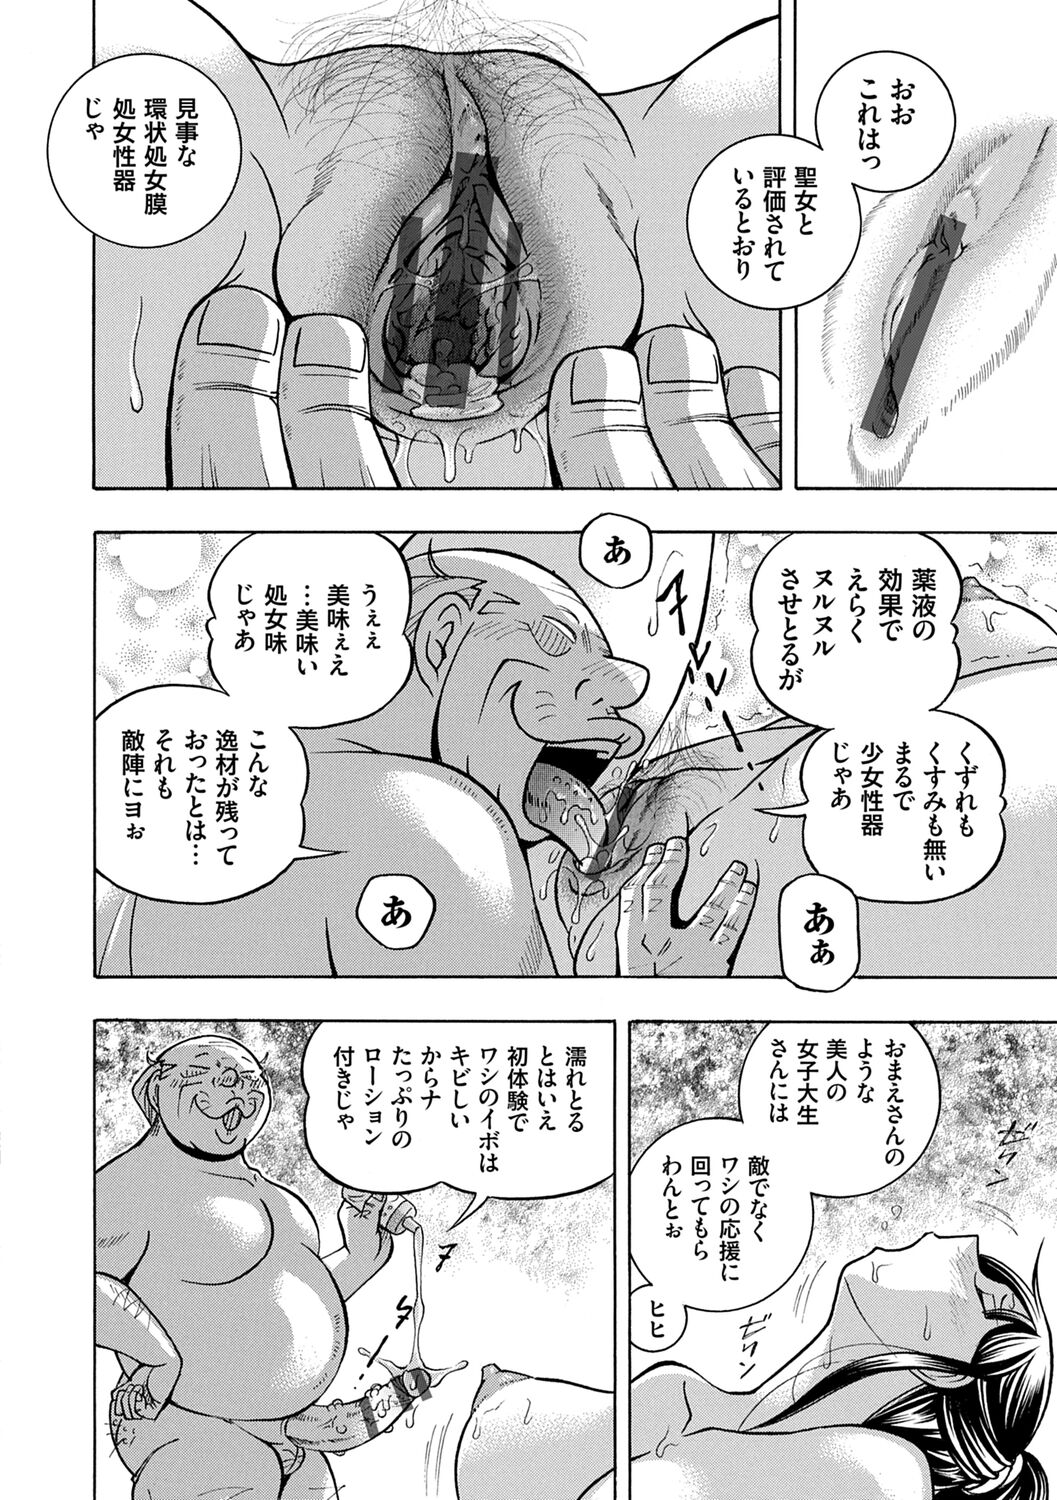 おお
これはっ
聖女と
評価されて
いるとおり
見事な
環状処女膜
処女性器
じゃ
薬液の
効果で
えらく
ヌルヌル
させとるが
くずれも
くすみも無い
まるで
少女性器
じゃあ
あ
うぇぇ
美味ぇえ
…美味い
処女味
じゃあ
こんな
逸材が残って
おったとは…
それも
敵陣にヨぉ
あ
あぁ
おまえさんの
ような
美人の
女子大生
さんには
敵でなく
ワシの応援に
回ってもら
わんとぉ
ヒヒ
濡れとる
とはいえ
初体験で
ワシのイボは
キビしい
からナ
たっぷりの
ローション
付きじゃ